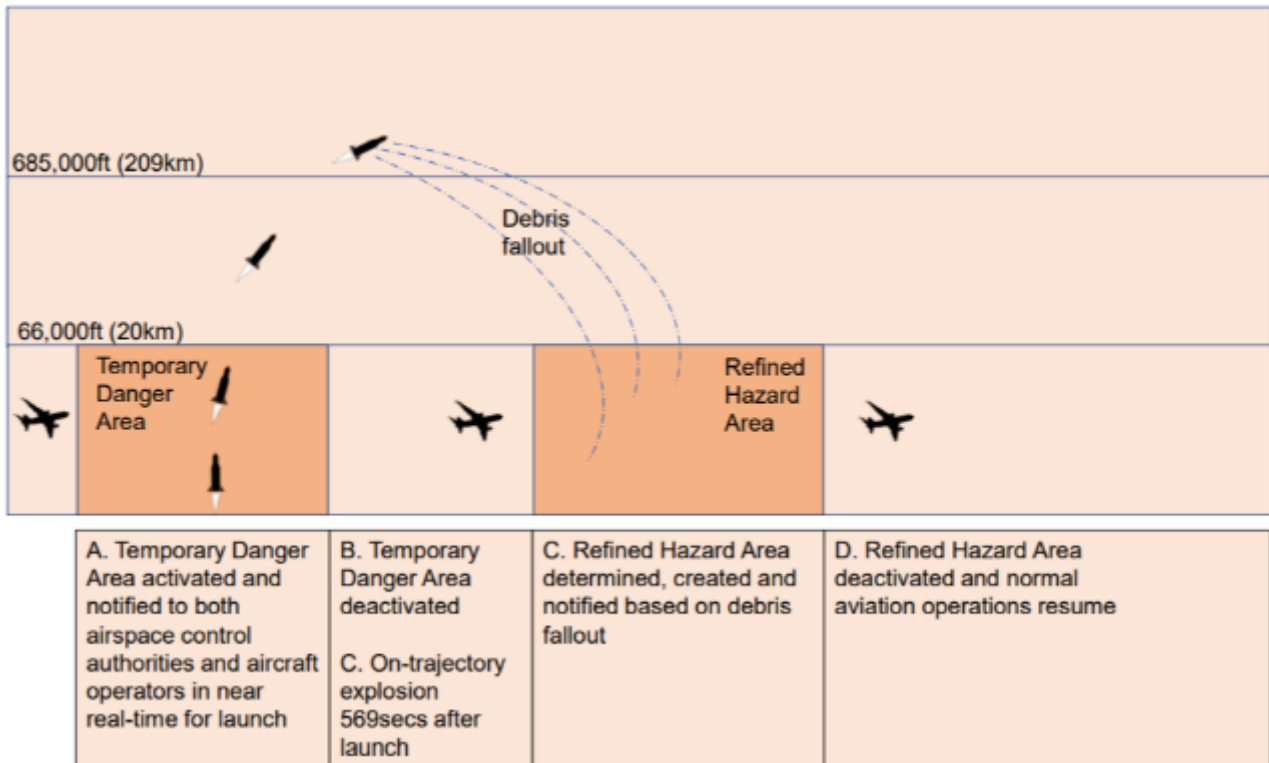 685,000ft (209km)
Debris
fallout
66,000ft (20km)
Temporary
Danger
Area
Refined
Hazard
Area
A. Temporary Danger
Area activated and
notified to both
airspace control
authorities and aircraft
operators in near
real-time for launch
B. Temporary
Danger Area
deactivated
C. On-trajectory
explosion
569secs after
launch
C. Refined Hazard Area
determined, created and
notified based on debris
fallout
D. Refined Hazard Area
deactivated and normal
aviation operations resume